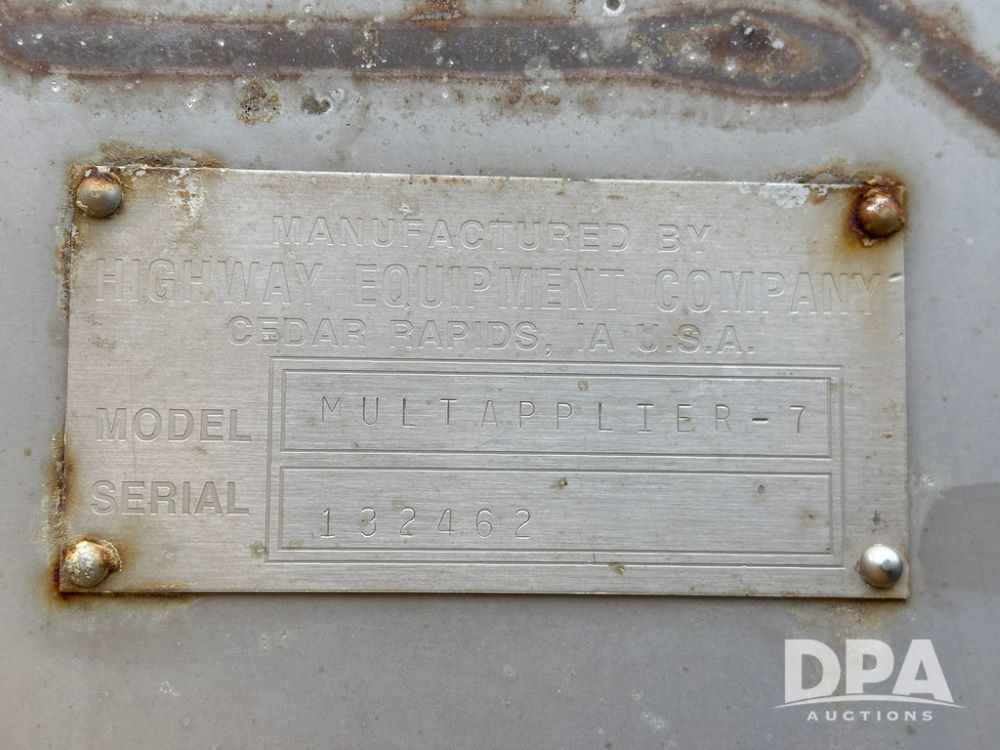 MANUFACTURED BY
HIGHWAY EQUIPMENT COMPANY
CEDAR RAPIDS, IA U.S.A.
MODEL MULTAPPLIER-7
SERIAL 132462
DPA
AUCTIONS